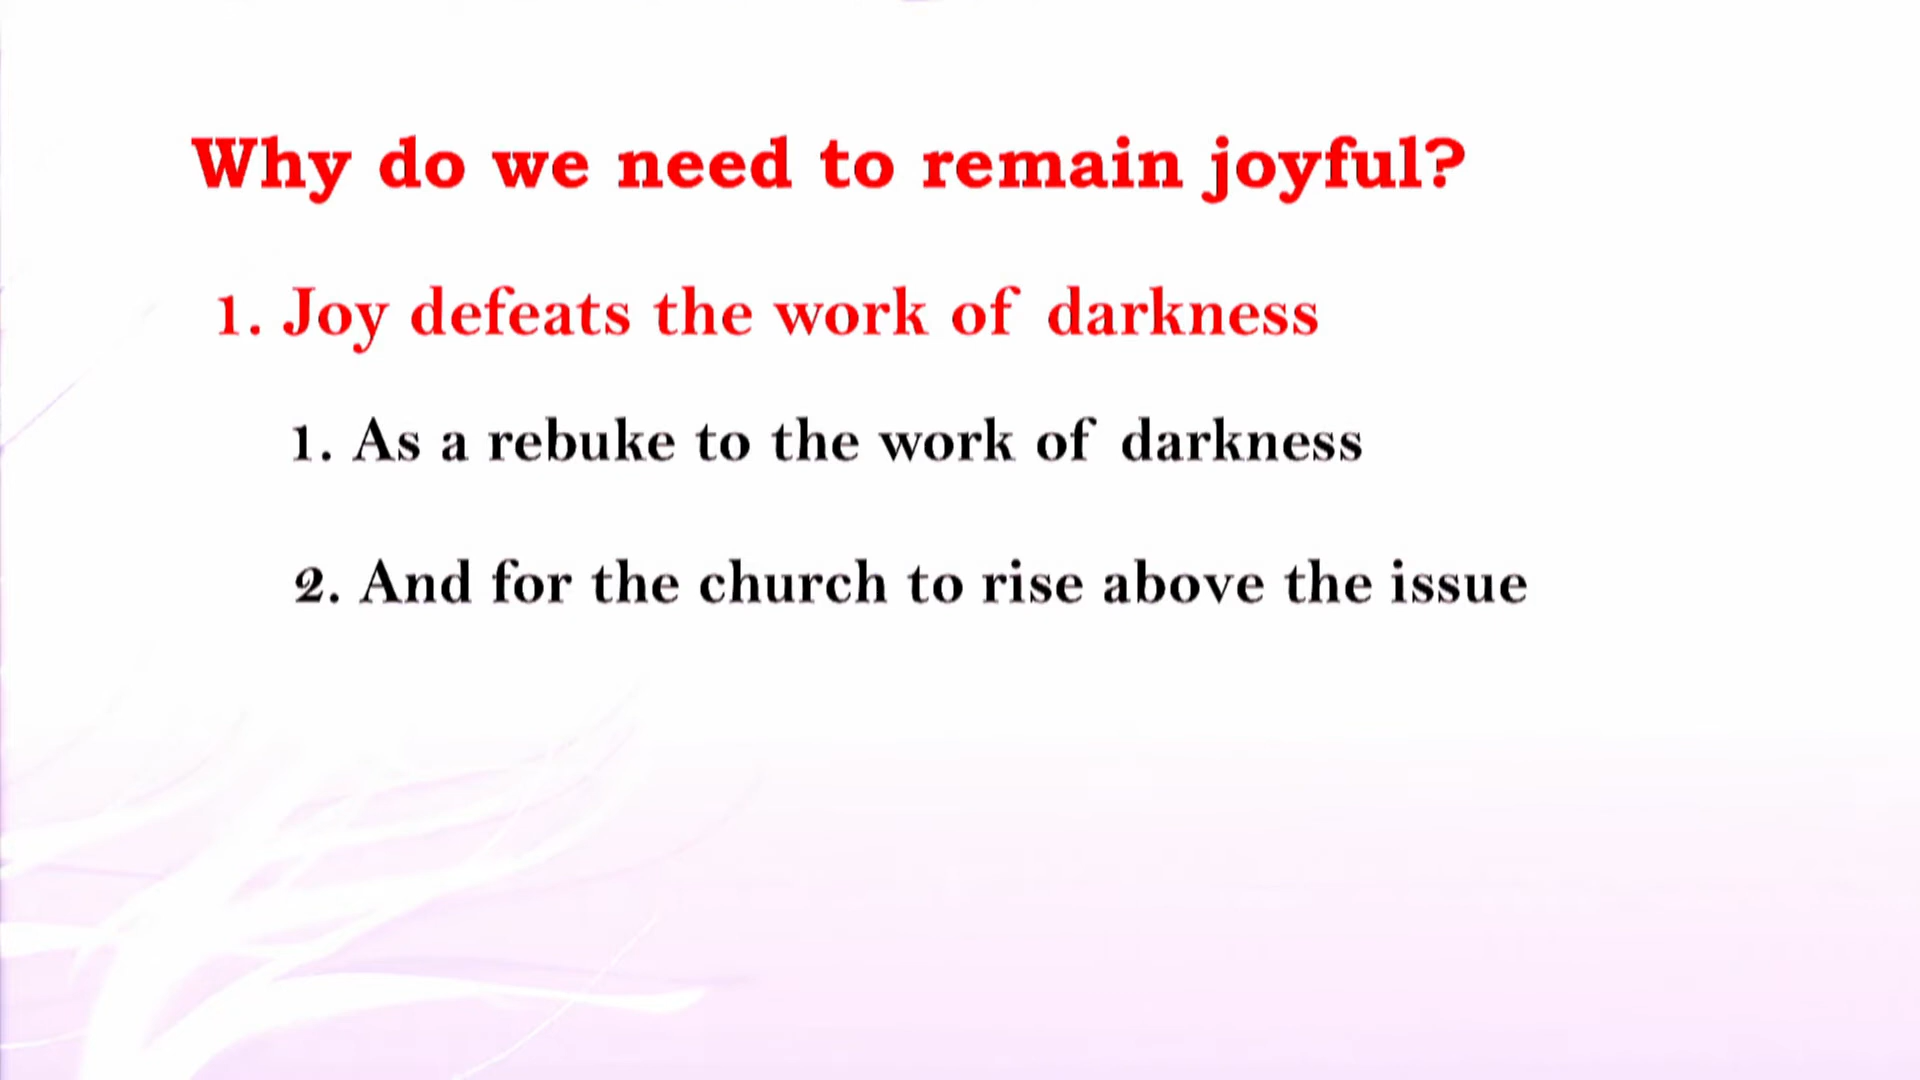 Why do we need to remain joyful?
1. Joy defeats the work of darkness
1. As a rebuke to the work of darkness
2. And for the church to rise above the issue